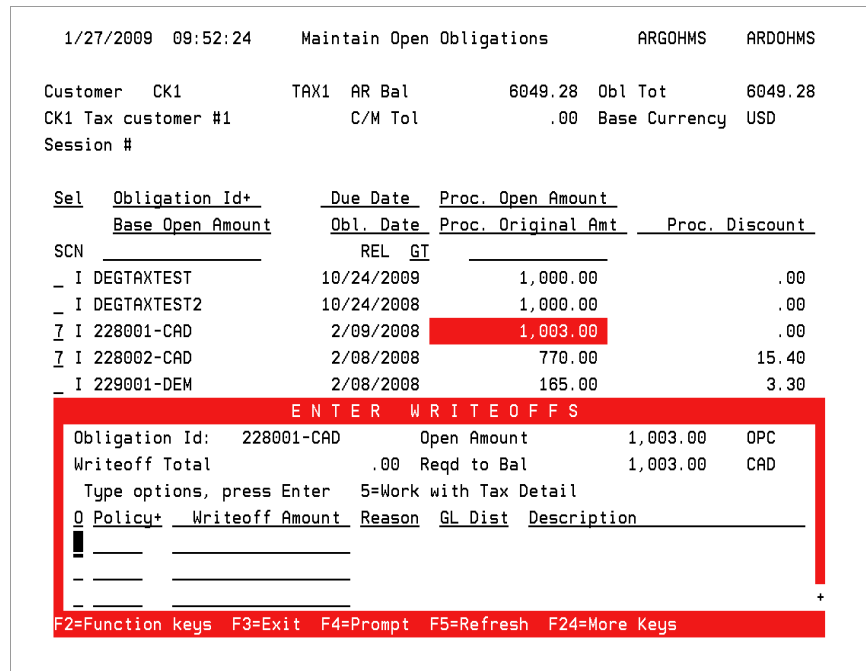 1/27/2009 09:52:24 Maintain Open Obligations ARGOHMS ARDOHMS
Customer CK1 TAX1 AR Bal 6049.28 Obl Tot 6049.28
CK1 Tax customer #1 C/M Tol .00 Base Currency USD
Session #
Sel Obligation Id+ Due Date Proc. Open Amount
Base Open Amount Obl. Date Proc. Original Amt Proc. Discount
SCN REL GT
_ I DEGTAXTEST 10/24/2009 1,000.00 .00
_ I DEGTAXTEST2 10/24/2008 1,000.00 .00
7 I 228001-CAD 2/09/2008 1,003.00 .00
7 I 228002-CAD 2/08/2008 770.00 15.40
_ I 229001-DEM 2/08/2008 165.00 3.30
E N T E R W R I T E O F F S
Obligation Id: 228001-CAD Open Amount 1,003.00 OPC
Writeoff Total .00 Reqd to Bal 1,003.00 CAD
Type options, press Enter 5=Work with Tax Detail
O Policy+ Writeoff Amount Reason GL Dist Description
+
F2=Function keys F3=Exit F4=Prompt F5=Refresh F24=More Keys